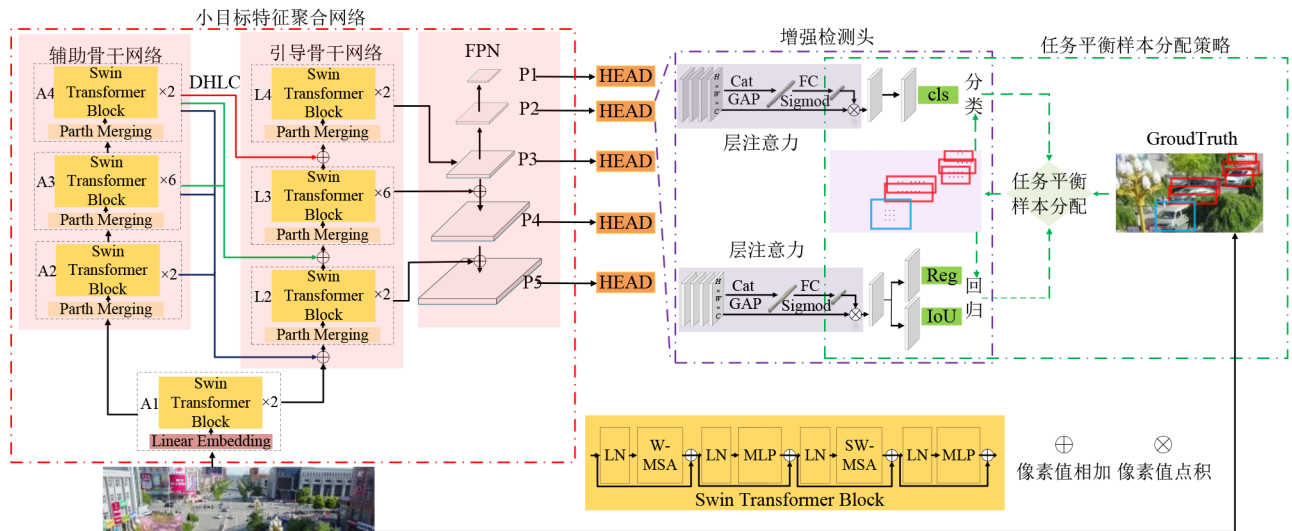 小目标特征聚合网络
辅助骨干网络
A4
Swin
Transformer
Block
×2
Parth Merging
A3
Swin
Transformer
Block
×6
Parth Merging
A2
Swin
Transformer
Block
×2
Parth Merging
DHLC
引导骨干网络
L4
Swin
Transformer
Block
×2
Parth Merging
L3
Swin
Transformer
Block
×6
Parth Merging
L2
Swin
Transformer
Block
×2
Parth Merging
A1
Swin
Transformer
Block
×2
Linear Embedding
FPN
P1
P2
P3
P4
P5
HEAD
HEAD
HEAD
HEAD
HEAD
增强检测头
H
×
W
×
C
Cat
GAP
FC
Sigmod
cls
层注意力
分类
层注意力
H
×
W
×
C
Cat
GAP
FC
Sigmod
Reg
IoU
回归
任务平衡样本分配策略
任务平衡
样本分配
GroudTruth
LN
W-
MSA
LN
MLP
LN
SW-
MSA
LN
MLP
Swin Transformer Block
像素值相加
像素值点积